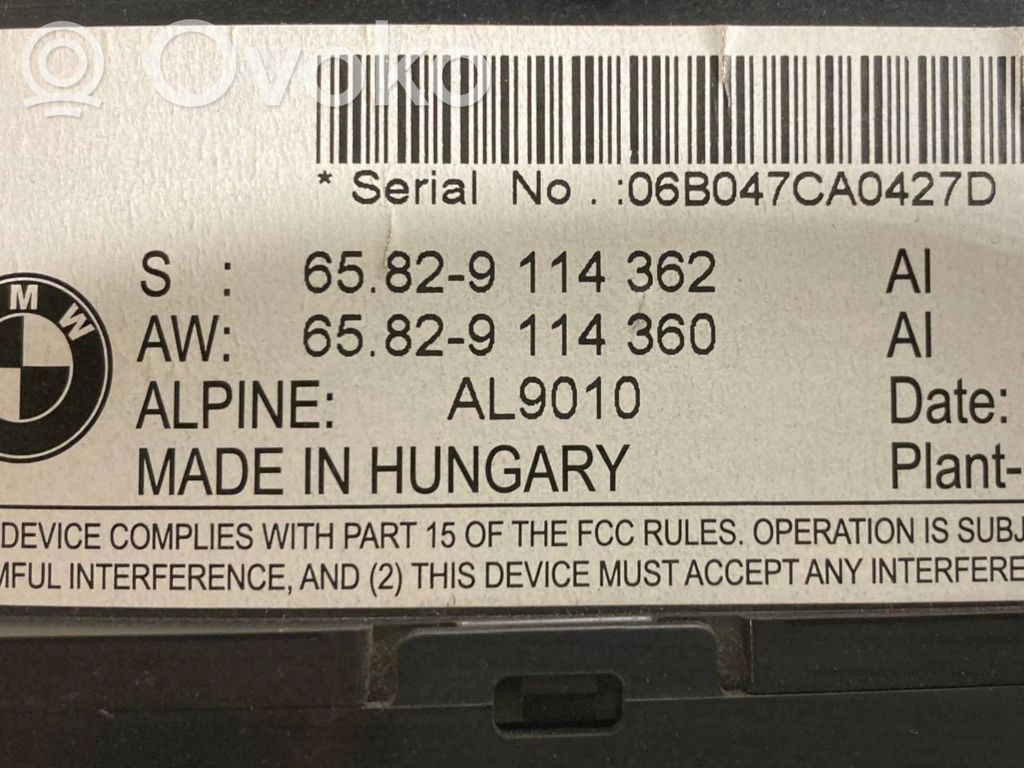 Ovoko
* Serial No . :06B047CA0427D
S : 65.82-9 114 362 AI
AW: 65.82-9 114 360 AI
MW
ALPINE: AL9010 Date:
MADE IN HUNGARY Plant-
DEVICE COMPLIES WITH PART 15 OF THE FCC RULES. OPERATION IS SUBJ
MFUL INTERFERENCE, AND (2) THIS DEVICE MUST ACCEPT ANY INTERFERE